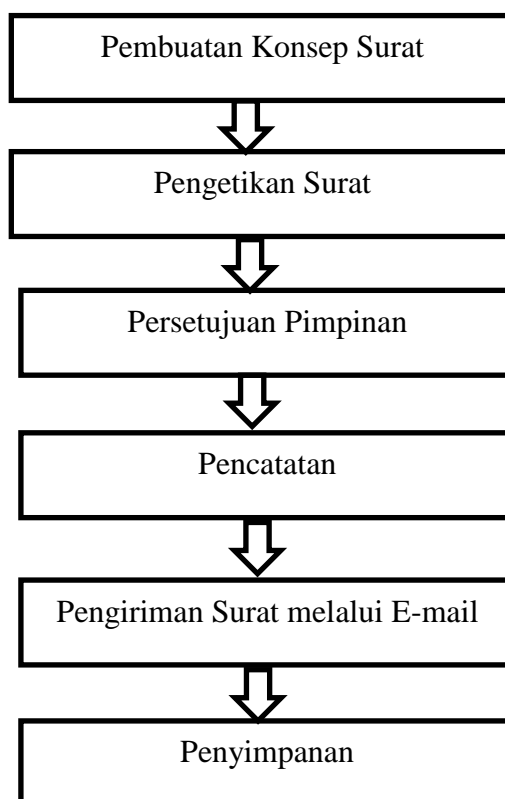 Pembuatan Konsep Surat
Pengetikan Surat
Persetujuan Pimpinan
Pencatatan
Pengiriman Surat melalui E-mail
Penyimpanan